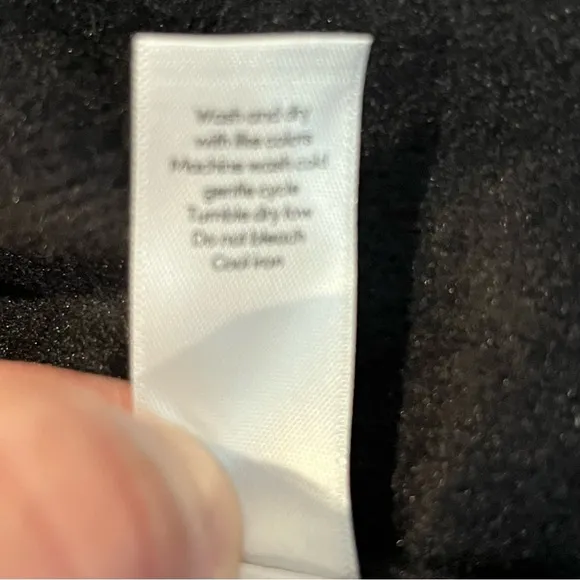 Wash and dry
with like colors
Machine wash cold
gentle cycle
Tumble dry low
Do not bleach
Cool iron